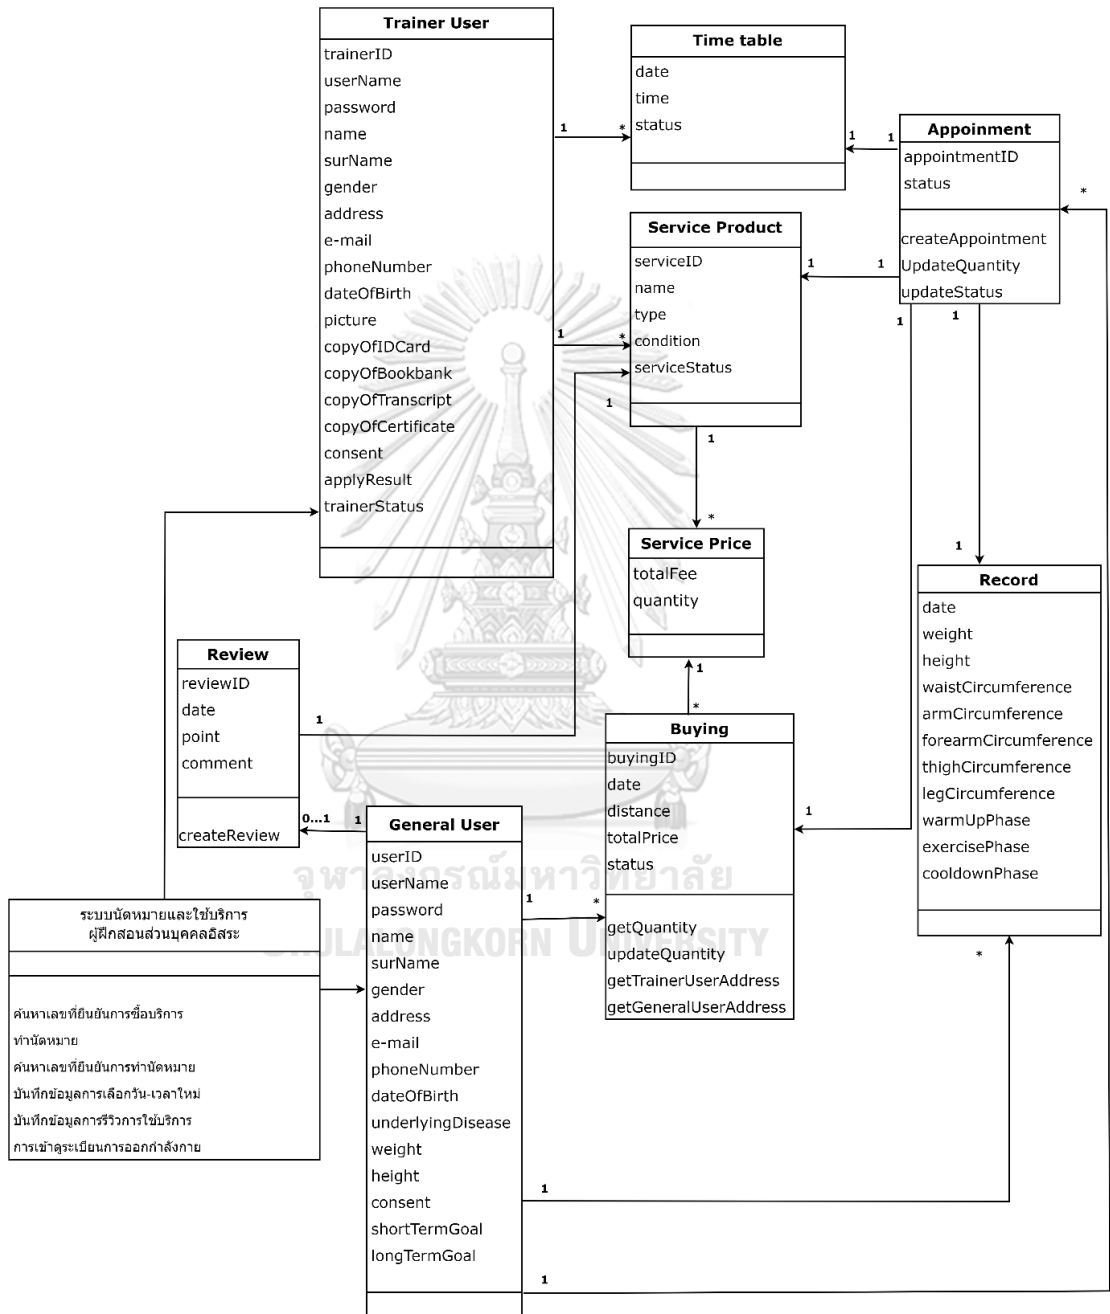 Trainer User
trainerID
userName
password
name
surName
gender
address
e-mail
phoneNumber
dateOfBirth
picture
copyOfIDCard
copyOfBookbank
copyOfTranscript
copyOfCertificate
consent
applyResult
trainerStatus
1
*
1
*
Time table
date
time
status
1
1
Appoinment
appointmentID
status
createAppointment
UpdateQuantity
updateStatus
*
1
1
1
1
Service Product
serviceID
name
type
condition
serviceStatus
1
1
*
Service Price
totalFee
quantity
1
*
1
Record
date
weight
height
waistCircumference
armCircumference
forearmCircumference
thighCircumference
legCircumference
warmUpPhase
exercisePhase
cooldownPhase
*
Review
reviewID
date
point
comment
createReview
1
0...1
1
Buying
buyingID
date
distance
totalPrice
status
getQuantity
updateQuantity
getTrainerUserAddress
getGeneralUserAddress
1
General User
userID
userName
password
name
surName
gender
address
e-mail
phoneNumber
dateOfBirth
underlyingDisease
weight
height
consent
shortTermGoal
longTermGoal
1
*
1
1
ระบบนัดหมายและใช้บริการ
ผู้ฝึกสอนส่วนบุคคลอิสระ
ค้นหาเลขที่ยืนยันการซื้อบริการ
ทำนัดหมาย
ค้นหาเลขที่ยืนยันการทำนัดหมาย
บันทึกข้อมูลการเลือกวัน-เวลาใหม่
บันทึกข้อมูลการรีวิวการใช้บริการ
การเข้าดูระเบียนการออกกำลังกาย
จุฬาลงกรณ์มหาวิทยาลัย
CHULALONGKORN UNIVERSITY